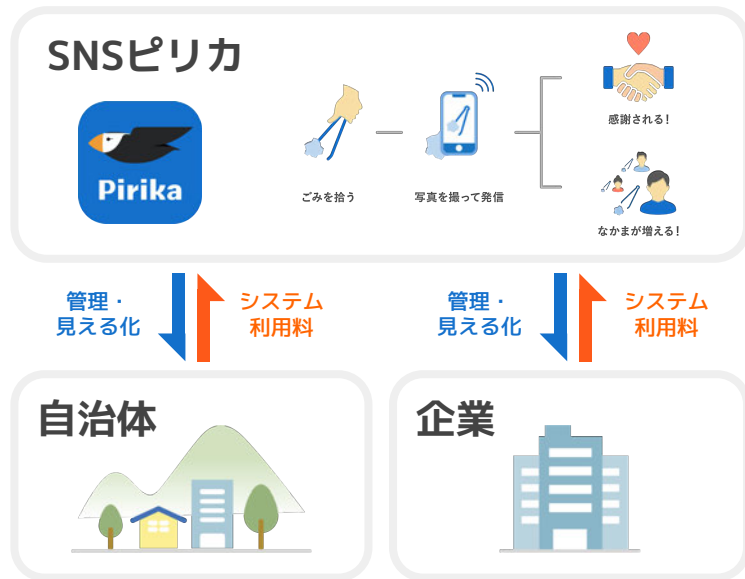 SNSピリカ
Pirika
ごみを拾う
写真を撮って発信
感謝される!
なかまが増える!
管理・
見える化
システム
利用料
管理・
見える化
システム
利用料
自治体
企業